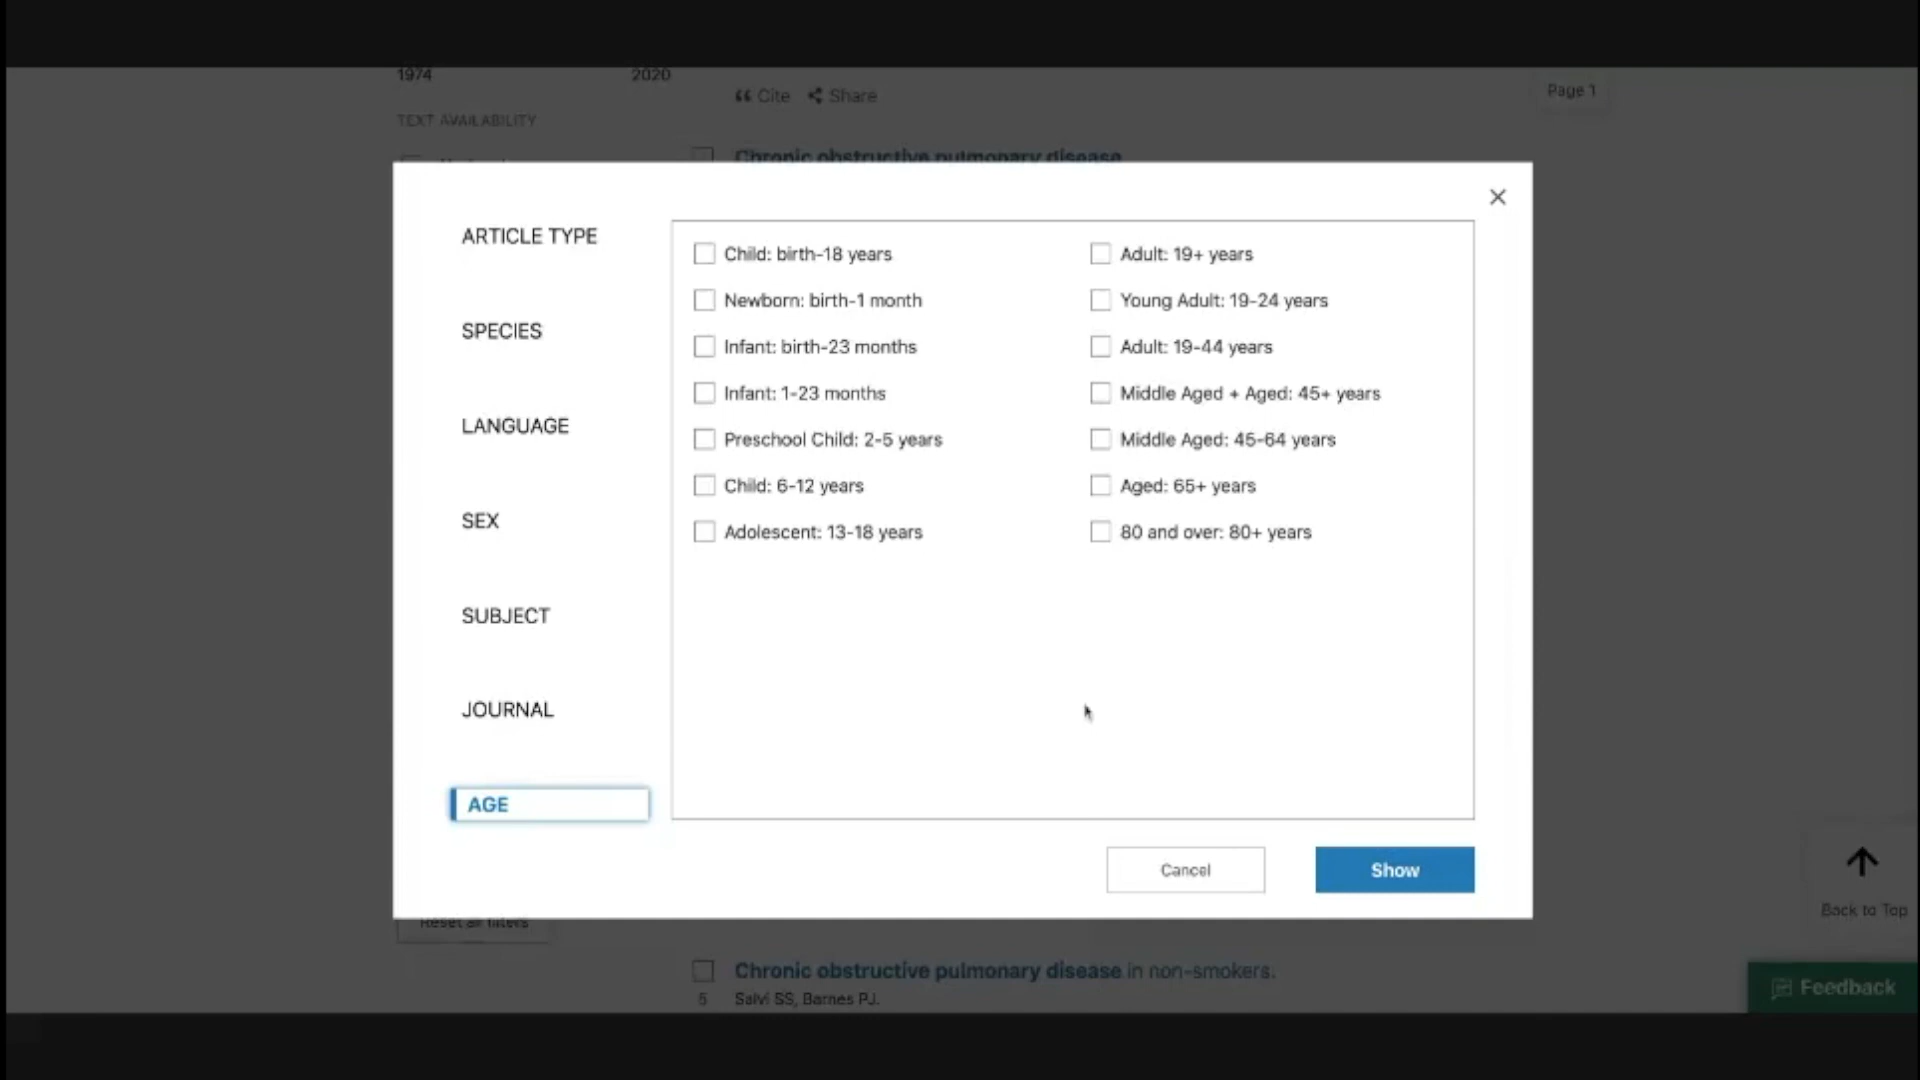 1974 2020
Cite Share
Page 1
TEXT AVAILABILITY
Chronic obstructive pulmonary disease
ARTICLE TYPE
SPECIES
LANGUAGE
SEX
SUBJECT
JOURNAL
AGE
Child: birth-18 years
Newborn: birth-1 month
Infant: birth-23 months
Infant: 1-23 months
Preschool Child: 2-5 years
Child: 6-12 years
Adolescent: 13-18 years
Adult: 19+ years
Young Adult: 19-24 years
Adult: 19-44 years
Middle Aged + Aged: 45+ years
Middle Aged: 45-64 years
Aged: 65+ years
80 and over: 80+ years
Cancel
Show
Reset all filters
Back to Top
Chronic obstructive pulmonary disease in non-smokers.
5 Salvi SS, Barnes PJ.
Feedback